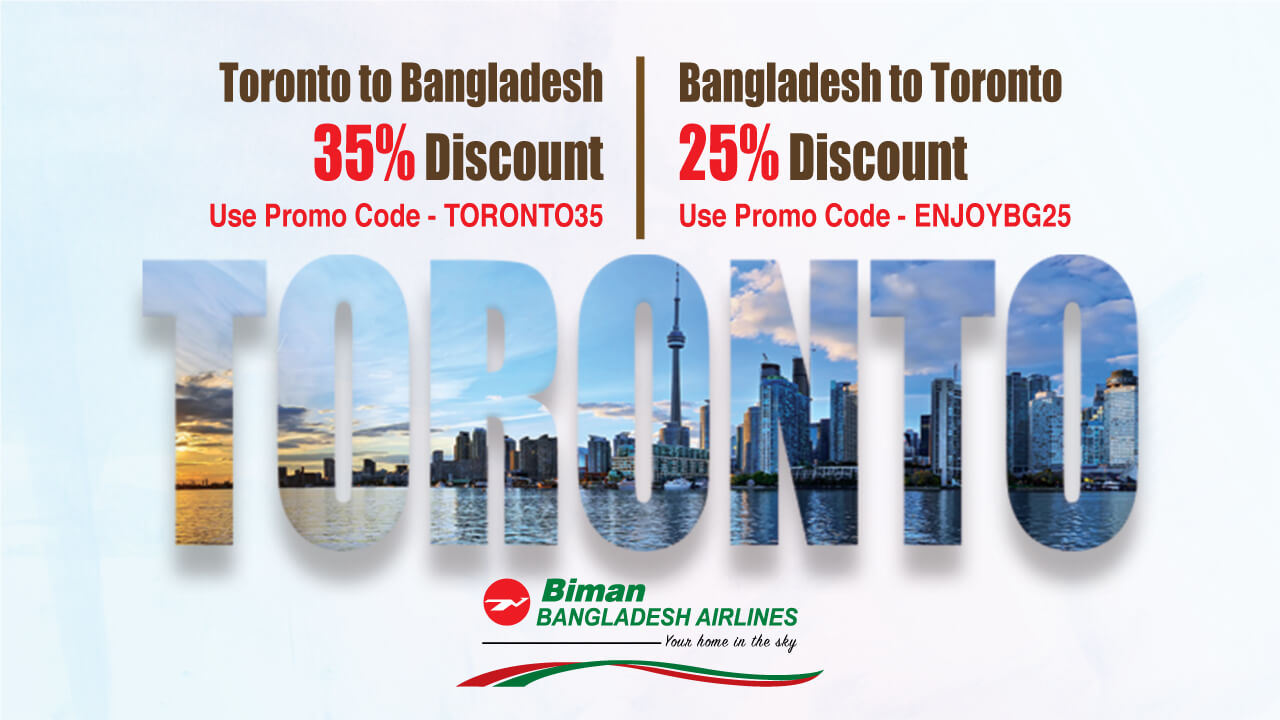 Toronto to Bangladesh
35% Discount
Use Promo Code - TORONTO35
Bangladesh to Toronto
25% Discount
Use Promo Code - ENJOYBG25
TORONTO
Biman
BANGLADESH AIRLINES
Your home in the sky